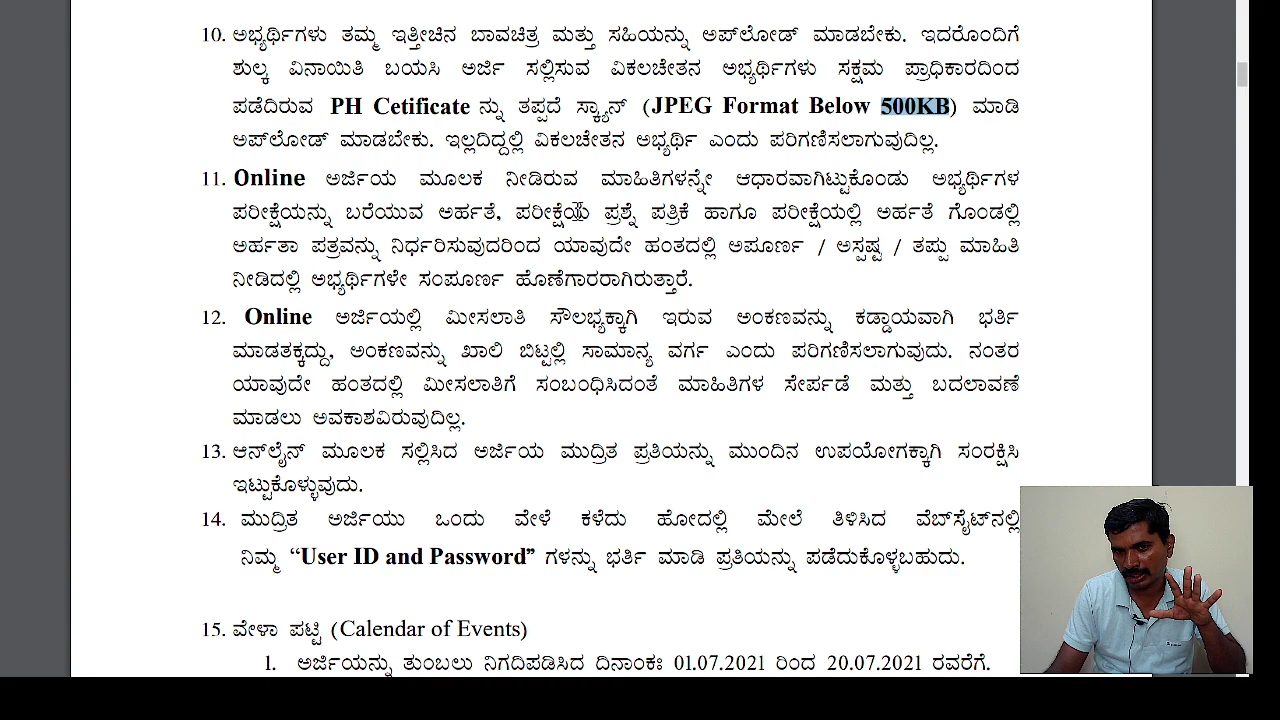 10. ಅಭ್ಯರ್ಥಿಗಳು ತಮ್ಮ ಇತ್ತೀಚಿನ ಬಾವಚಿತ್ರ ಮತ್ತು ಸಹಿಯನ್ನು ಅಪ್‌ಲೋಡ್ ಮಾಡಬೇಕು. ಇದರೊಂದಿಗೆ
ಶುಲ್ಕ ವಿನಾಯಿತಿ ಬಯಸಿ ಅರ್ಜಿ ಸಲ್ಲಿಸುವ ವಿಕಲಚೇತನ ಅಭ್ಯರ್ಥಿಗಳು ಸಕ್ಷಮ ಪ್ರಾಧಿಕಾರದಿಂದ
ಪಡೆದಿರುವ PH Cetificate ನ್ನು ತಪ್ಪದೆ ಸ್ಕ್ಯಾನ್ (JPEG Format Below 500KB) ಮಾಡಿ
ಅಪ್‌ಲೋಡ್ ಮಾಡಬೇಕು. ಇಲ್ಲದಿದ್ದಲ್ಲಿ ವಿಕಲಚೇತನ ಅಭ್ಯರ್ಥಿ ಎಂದು ಪರಿಗಣಿಸಲಾಗುವುದಿಲ್ಲ.
11. Online ಅರ್ಜಿಯ ಮೂಲಕ ನೀಡಿರುವ ಮಾಹಿತಿಗಳನ್ನೇ ಆಧಾರವಾಗಿಟ್ಟುಕೊಂಡು ಅಭ್ಯರ್ಥಿಗಳ
ಪರೀಕ್ಷೆಯನ್ನು ಬರೆಯುವ ಅರ್ಹತೆ, ಪರೀಕ್ಷೆಯ ಪ್ರಶ್ನೆ ಪತ್ರಿಕೆ ಹಾಗೂ ಪರೀಕ್ಷೆಯಲ್ಲಿ ಅರ್ಹತೆ ಗೊಂಡಲ್ಲಿ
ಅರ್ಹತಾ ಪತ್ರವನ್ನು ನಿರ್ಧರಿಸುವುದರಿಂದ ಯಾವುದೇ ಹಂತದಲ್ಲಿ ಅಪೂರ್ಣ / ಅಸ್ಪಷ್ಟ / ತಪ್ಪು ಮಾಹಿತಿ
ನೀಡಿದಲ್ಲಿ ಅಭ್ಯರ್ಥಿಗಳೇ ಸಂಪೂರ್ಣ ಹೊಣೆಗಾರರಾಗಿರುತ್ತಾರೆ.
12. Online ಅರ್ಜಿಯಲ್ಲಿ ಮೀಸಲಾತಿ ಸೌಲಭ್ಯಕ್ಕಾಗಿ ಇರುವ ಅಂಕಣವನ್ನು ಕಡ್ಡಾಯವಾಗಿ ಭರ್ತಿ
ಮಾಡತಕ್ಕದ್ದು, ಅಂಕಣವನ್ನು ಖಾಲಿ ಬಿಟ್ಟಲ್ಲಿ ಸಾಮಾನ್ಯ ವರ್ಗ ಎಂದು ಪರಿಗಣಿಸಲಾಗುವುದು. ನಂತರ
ಯಾವುದೇ ಹಂತದಲ್ಲಿ ಮೀಸಲಾತಿಗೆ ಸಂಬಂಧಿಸಿದಂತೆ ಮಾಹಿತಿಗಳ ಸೇರ್ಪಡೆ ಮತ್ತು ಬದಲಾವಣೆ
ಮಾಡಲು ಅವಕಾಶವಿರುವುದಿಲ್ಲ.
13. ಆನ್‌ಲೈನ್ ಮೂಲಕ ಸಲ್ಲಿಸಿದ ಅರ್ಜಿಯ ಮುದ್ರಿತ ಪ್ರತಿಯನ್ನು ಮುಂದಿನ ಉಪಯೋಗಕ್ಕಾಗಿ ಸಂರಕ್ಷಿಸಿ
ಇಟ್ಟುಕೊಳ್ಳುವುದು.
14. ಮುದ್ರಿತ ಅರ್ಜಿಯು ಒಂದು ವೇಳೆ ಕಳೆದು ಹೋದಲ್ಲಿ ಮೇಲೆ ತಿಳಿಸಿದ ವೆಬ್‌ಸೈಟ್‌ನಲ್ಲಿ
ನಿಮ್ಮ “User ID and Password” ಗಳನ್ನು ಭರ್ತಿ ಮಾಡಿ ಪ್ರತಿಯನ್ನು ಪಡೆದುಕೊಳ್ಳಬಹುದು.
15. ವೇಳಾ ಪಟ್ಟಿ (Calendar of Events)
1. ಅರ್ಜಿಯನ್ನು ತುಂಬಲು ನಿಗದಿಪಡಿಸಿದ ದಿನಾಂಕಃ 01.07.2021 ರಿಂದ 20.07.2021 ರವರೆಗೆ.